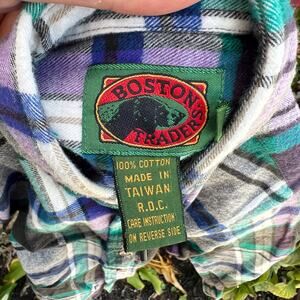 BOSTON
TRADERS
100% COTTON
MADE IN
TAIWAN
R.O.C.
CARE INSTRUCTION
ON REVERSE SIDE